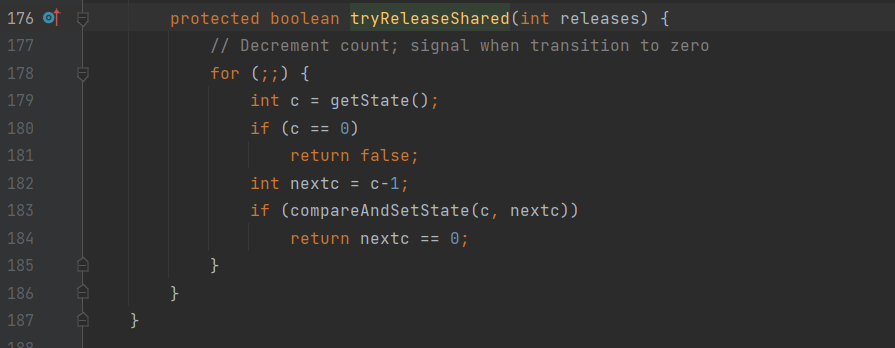 176 protected boolean tryReleaseShared(int releases) {
177 // Decrement count; signal when transition to zero
178 for (;;) {
179 int c = getState();
180 if (c == 0)
181 return false;
182 int nextc = c-1;
183 if (compareAndSetState(c, nextc))
184 return nextc == 0;
185 }
186 }
187 }